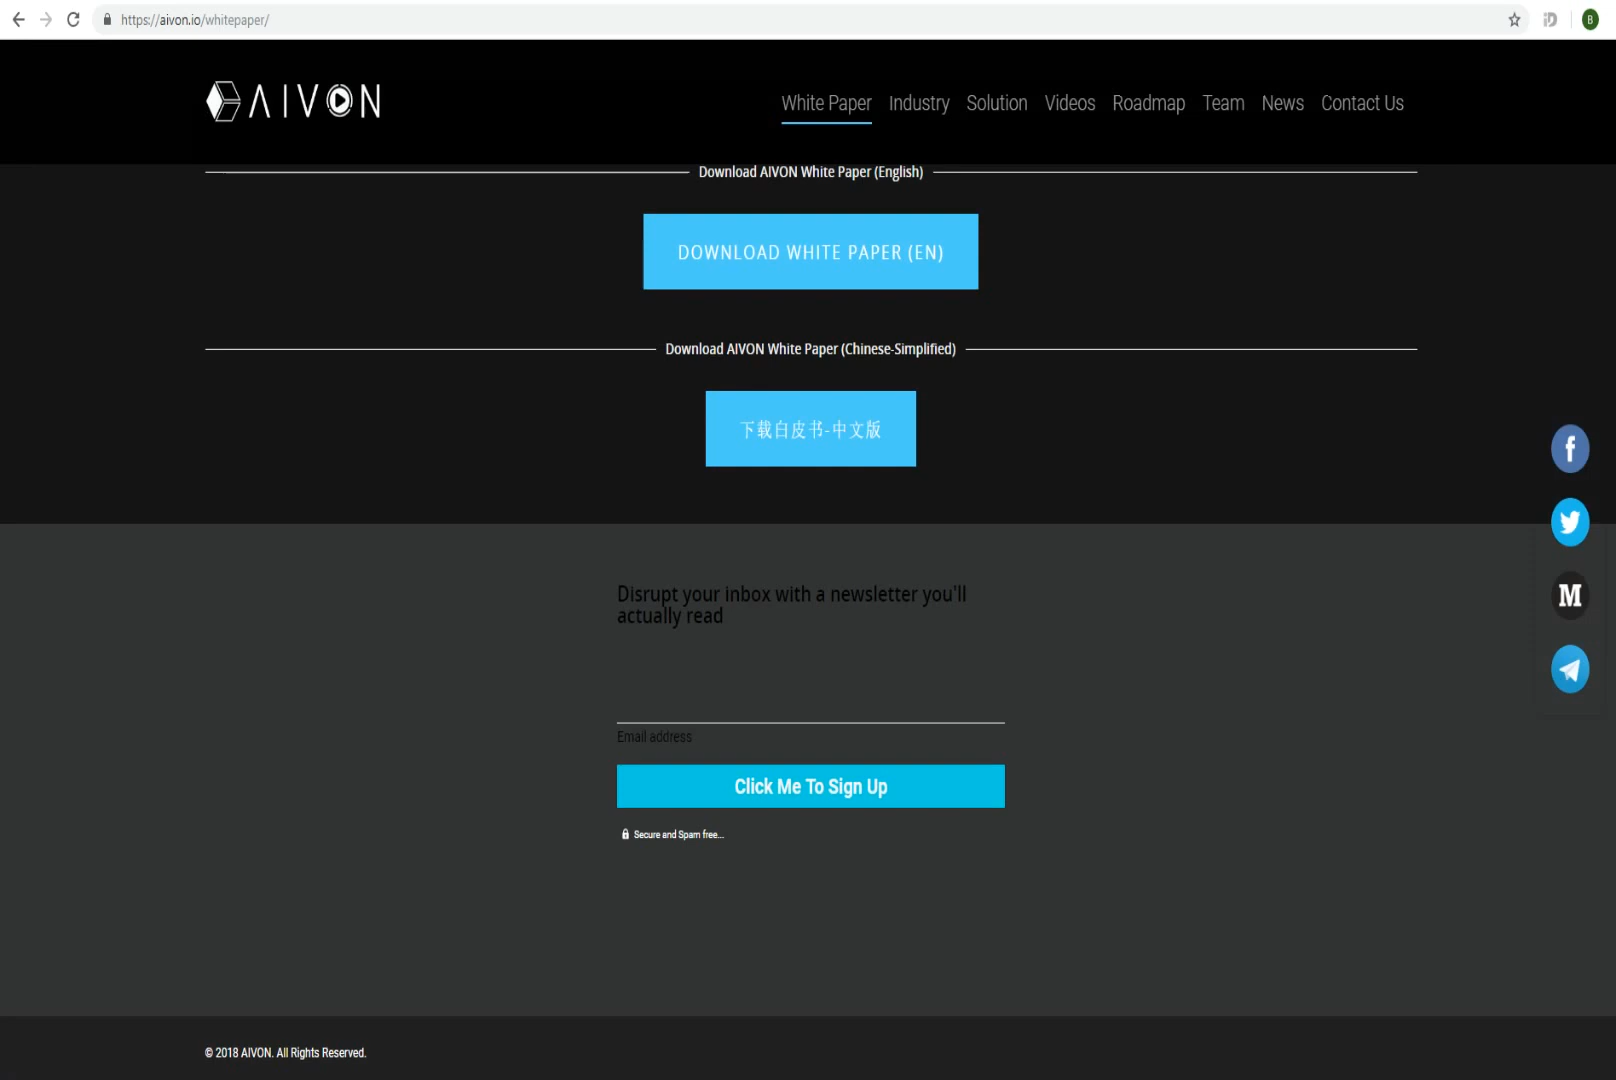 https://aivon.io/whitepaper/
B
AIVON
White Paper Industry Solution Videos Roadmap Team News Contact Us
Download AIVON White Paper (English)
DOWNLOAD WHITE PAPER (EN)
Download AIVON White Paper (Chinese-Simplified)
下载白皮书-中文版
f
M
Disrupt your inbox with a newsletter you'll
actually read
Email address
Click Me To Sign Up
Secure and Spam free...
© 2018 AIVON. All Rights Reserved.